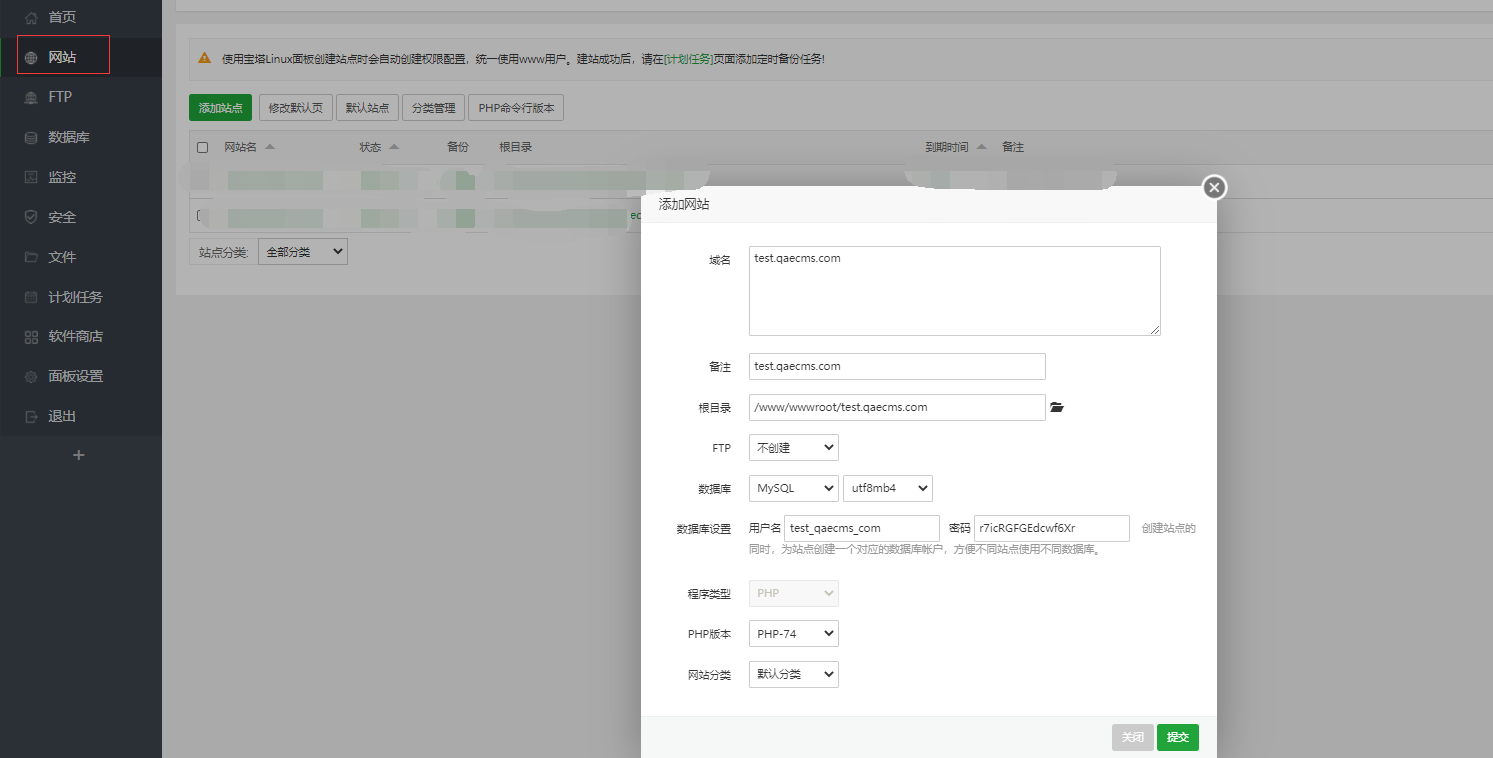 首页
网站
FTP
数据库
监控
安全
文件
计划任务
软件商店
面板设置
退出
使用宝塔Linux面板创建站点时会自动创建权限配置，统一使用www用户。建站成功后，请在[计划任务]页面添加定时备份任务!
添加站点 修改默认页 默认站点 分类管理 PHP命令行版本
网站名 状态 备份 根目录 到期时间 备注
站点分类: 全部分类
添加网站
域名 test.qaecms.com
备注 test.qaecms.com
根目录 /www/wwwroot/test.qaecms.com
FTP 不创建
数据库 MySQL utf8mb4
数据库设置 用户名 test_qaecms_com 密码 r7icRGFGEdcwf6Xr 创建站点的
同时，为站点创建一个对应的数据库帐户，方便不同站点使用不同数据库。
程序类型 PHP
PHP版本 PHP-74
网站分类 默认分类
关闭 提交